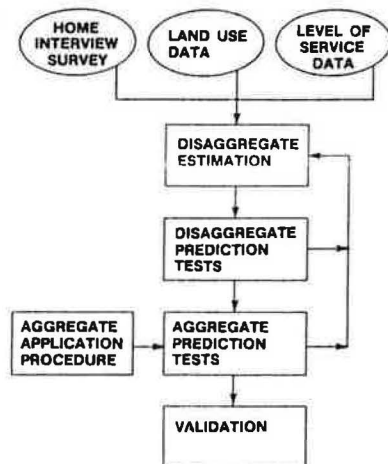 HOME
INTERVIEW
SURVEY
LAND USE
DATA
LEVEL OF
SERVICE
DATA
DISAGGREGATE
ESTIMATION
DISAGGREGATE
PREDICTION
TESTS
AGGREGATE
APPLICATION
PROCEDURE
AGGREGATE
PREDICTION
TESTS
VALIDATION